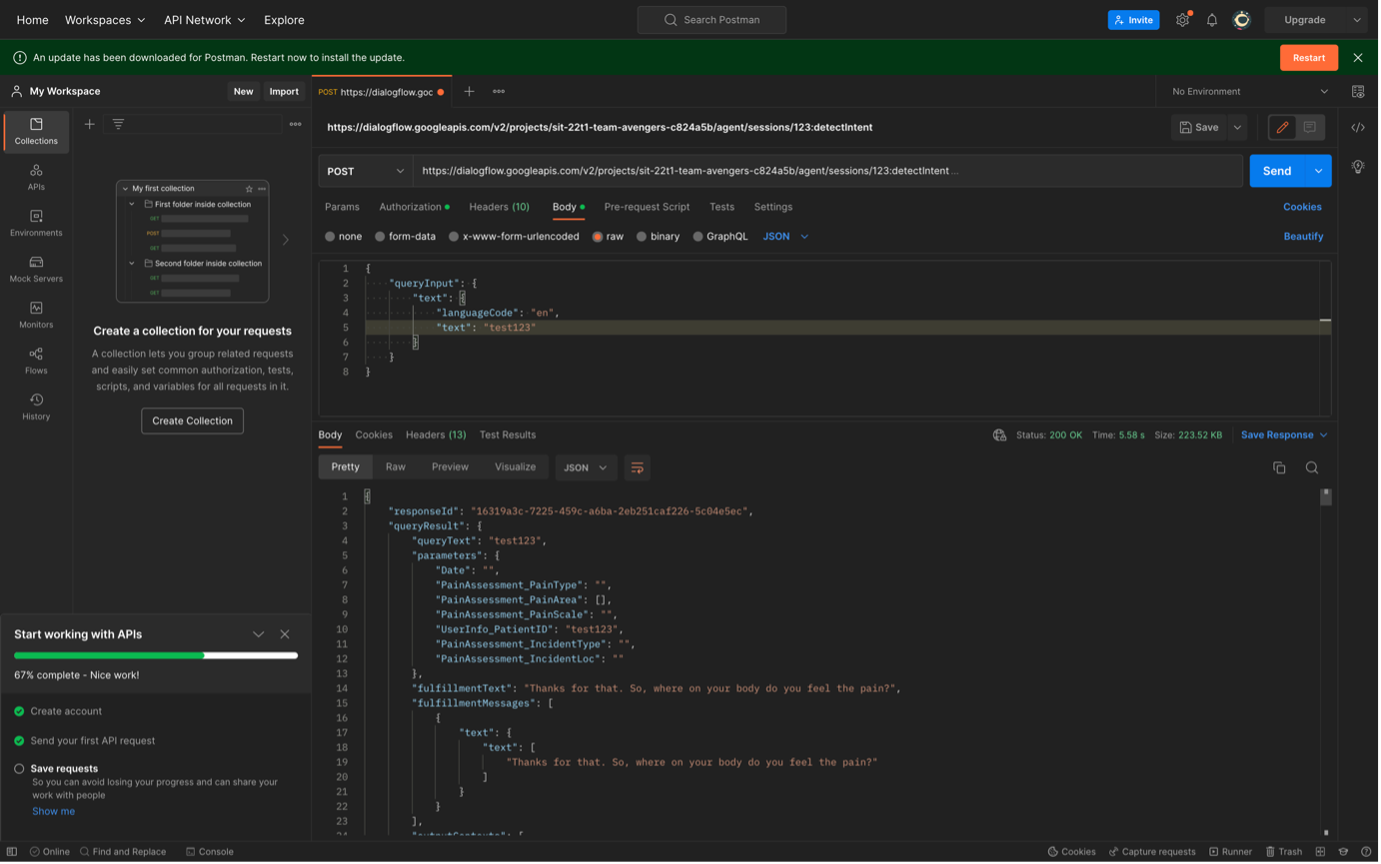 Home Workspaces API Network Explore Search Postman Invite Upgrade
An update has been downloaded for Postman. Restart now to install the update. Restart
My Workspace New Import
POST https://dialogflow.goc
No Environment
Collections
APIs
Environments
Mock Servers
Monitors
Flows
History
My first collection
First folder inside collection
GET
POST
GET
Second folder inside collection
GET
GET
Create a collection for your requests
A collection lets you group related requests
and easily set common authorization, tests,
scripts, and variables for all requests in it.
Create Collection
Start working with APIs
67% complete - Nice work!
Create account
Send your first API request
Save requests
So you can avoid losing your progress and can share your
work with people
Show me
https://dialogflow.googleapis.com/v2/projects/sit-22t1-team-avengers-c824a5b/agent/sessions/123:detectIntent Save
POST https://dialogflow.googleapis.com/v2/projects/sit-22t1-team-avengers-c824a5b/agent/sessions/123:detectIntent ... Send
Params Authorization Headers (10) Body Pre-request Script Tests Settings Cookies
none form-data x-www-form-urlencoded raw binary GraphQL JSON Beautify
1 {
2 "queryInput": {
3 "text": {
4 "languageCode": "en",
5 "text": "test123"
6 }
7 }
8 }
Body Cookies Headers (13) Test Results Status: 200 OK Time: 5.58 s Size: 223.52 KB Save Response
Pretty Raw Preview Visualize JSON
1 {
2 "responseId": "16319a3c-7225-459c-a6ba-2eb251caf226-5c04e5ec",
3 "queryResult": {
4 "queryText": "test123",
5 "parameters": {
6 "Date": "",
7 "PainAssessment_PainType": "",
8 "PainAssessment_PainArea": [],
9 "PainAssessment_PainScale": "",
10 "UserInfo_PatientID": "test123",
11 "PainAssessment_IncidentType": "",
12 "PainAssessment_IncidentLoc": ""
13 },
14 "fulfillmentText": "Thanks for that. So, where on your body do you feel the pain?",
15 "fulfillmentMessages": [
16 {
17 "text": {
18 "text": [
19 "Thanks for that. So, where on your body do you feel the pain?"
20 ]
21 }
22 }
23 ],
24 "outputContexts": [
Online Find and Replace Console Cookies Capture requests Runner Trash